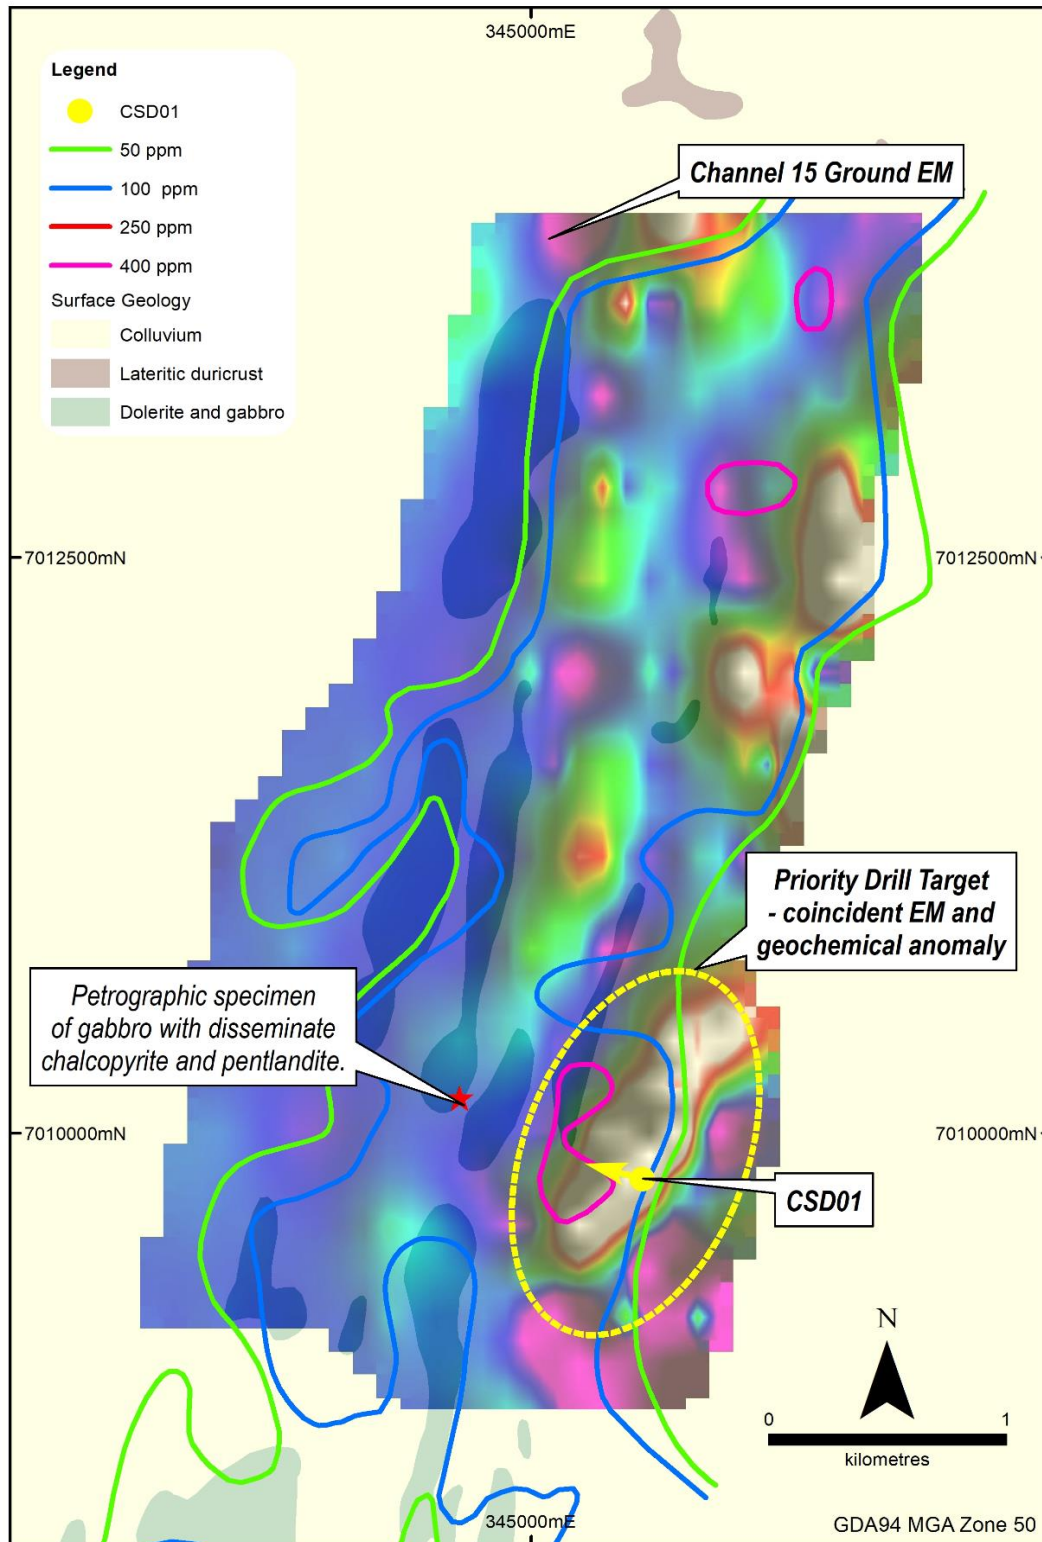 345000mE
Legend
CSD01
50 ppm
100 ppm
250 ppm
400 ppm
Surface Geology
Colluvium
Lateritic duricrust
Dolerite and gabbro
Channel 15 Ground EM
7012500mN
7012500mN
Priority Drill Target
- coincident EM and
geochemical anomaly
Petrographic specimen
of gabbro with disseminate
chalcopyrite and pentlandite.
7010000mN
7010000mN
CSD01
N
0
1
kilometres
345000mE
GDA94 MGA Zone 50